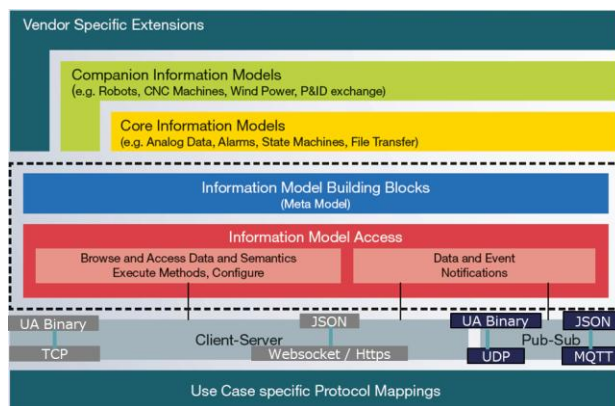 Vendor Specific Extensions
Companion Information Models
(e.g. Robots, CNC Machines, Wind Power, P&ID exchange)
Core Information Models
(e.g. Analog Data, Alarms, State Machines, File Transfer)
Information Model Building Blocks
(Meta Model)
Information Model Access
Browse and Access Data and Semantics
Execute Methods, Configure
Data and Event
Notifications
UA Binary
JSON
UA Binary
JSON
Client-Server
Pub-Sub
TCP
Websocket / Https
UDP
MQTT
Use Case specific Protocol Mappings